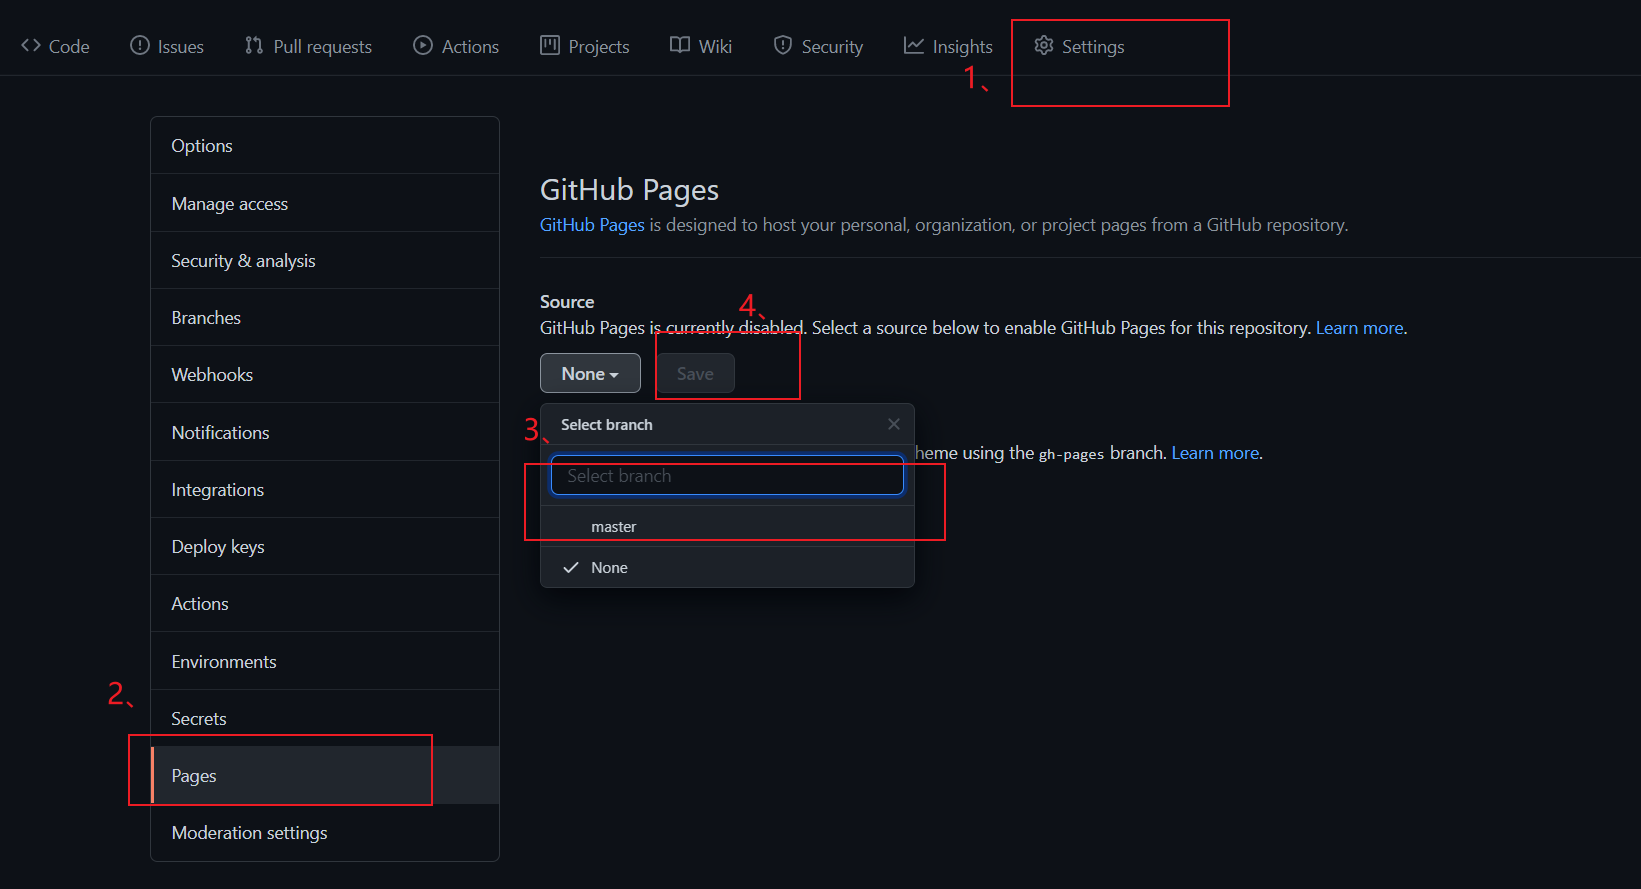 Code Issues Pull requests Actions Projects Wiki Security Insights Settings
1、
Options
Manage access
Security & analysis
Branches
Webhooks
Notifications
Integrations
Deploy keys
Actions
Environments
Secrets
2、
Pages
Moderation settings
GitHub Pages
GitHub Pages is designed to host your personal, organization, or project pages from a GitHub repository.
Source
4、
GitHub Pages is currently disabled. Select a source below to enable GitHub Pages for this repository. Learn more.
None
Save
3、
Select branch
heme using the gh-pages branch. Learn more.
Select branch
master
None